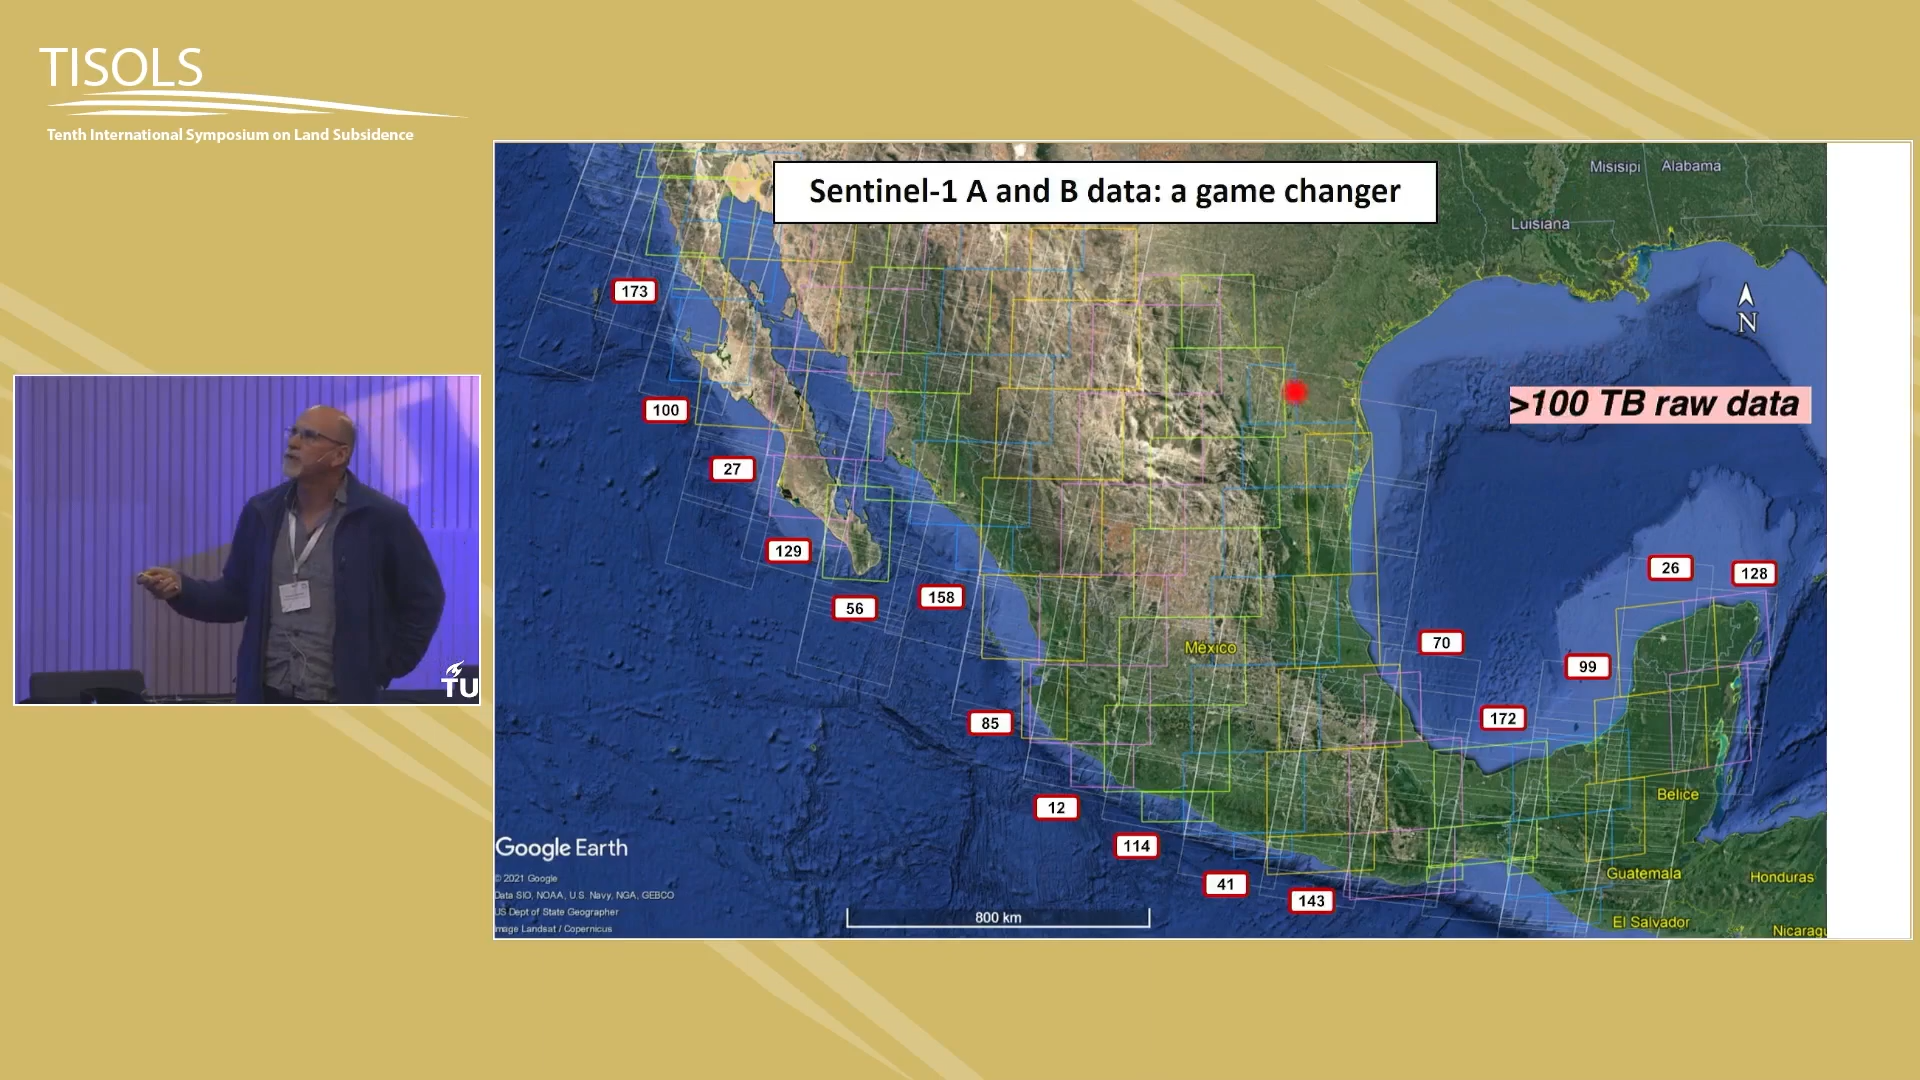 TISOLS
Tenth International Symposium on Land Subsidence
Sentinel-1 A and B data: a game changer
Misisipi Alabama
Luisiana
N
173
>100 TB raw data
100
27
129
26
128
158
56
México
70
99
172
85
Belice
12
114
Google Earth
Guatemala
Honduras
© 2021 Google
41
Data SIO, NOAA, U.S. Navy, NGA, GEBCO
143
US Dept of State Geographer
800 km
El Salvador
Image Landsat / Copernicus
Nicaragu
TU